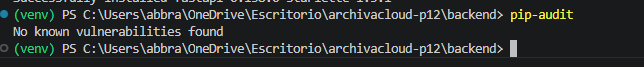 (venv) PS C:\Users\abbra\OneDrive\Escritorio\archivacloud-p12\backend> pip-audit
No known vulnerabilities found
(venv) PS C:\Users\abbra\OneDrive\Escritorio\archivacloud-p12\backend>